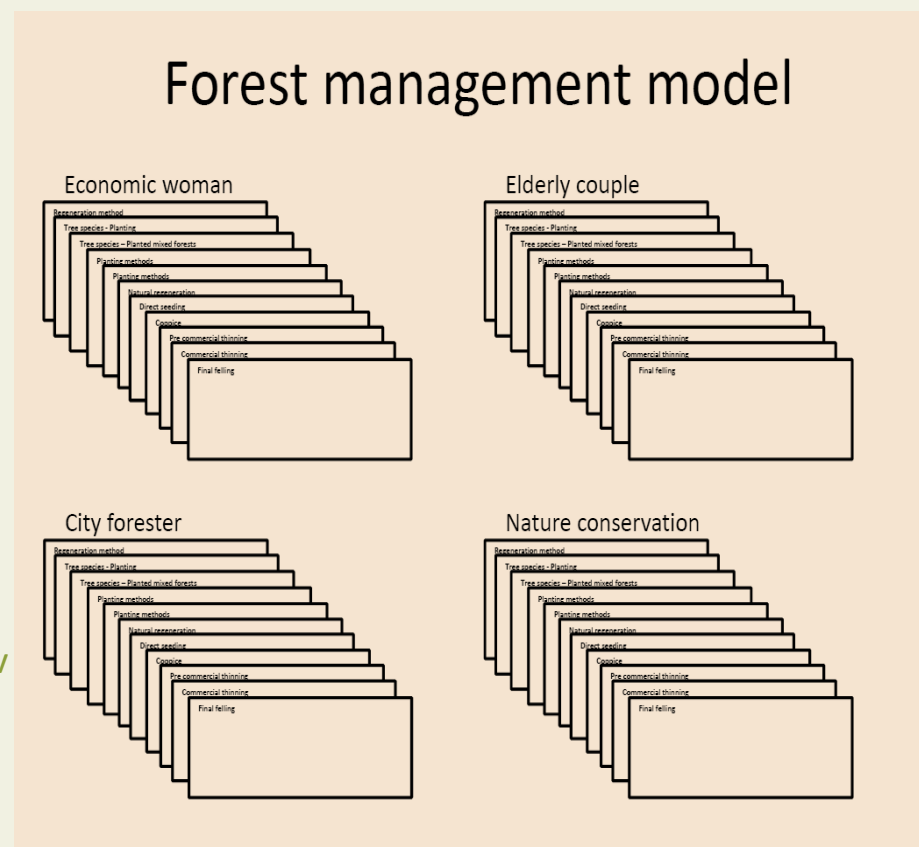 Forest management model
Economic woman
Regeneration method
Tree species - Planting
Tree species – Planted mixed forests
Planting methods
Planting methods
Natural regeneration
Direct seeding
Coppice
Pre commercial thinning
Commercial thinning
Final felling
Elderly couple
Regeneration method
Tree species - Planting
Tree species – Planted mixed forests
Planting methods
Planting methods
Natural regeneration
Direct seeding
Coppice
Pre commercial thinning
Commercial thinning
Final felling
City forester
Regeneration method
Tree species - Planting
Tree species – Planted mixed forests
Planting methods
Planting methods
Natural regeneration
Direct seeding
Coppice
Pre commercial thinning
Commercial thinning
Final felling
Nature conservation
Regeneration method
Tree species - Planting
Tree species – Planted mixed forests
Planting methods
Planting methods
Natural regeneration
Direct seeding
Coppice
Pre commercial thinning
Commercial thinning
Final felling